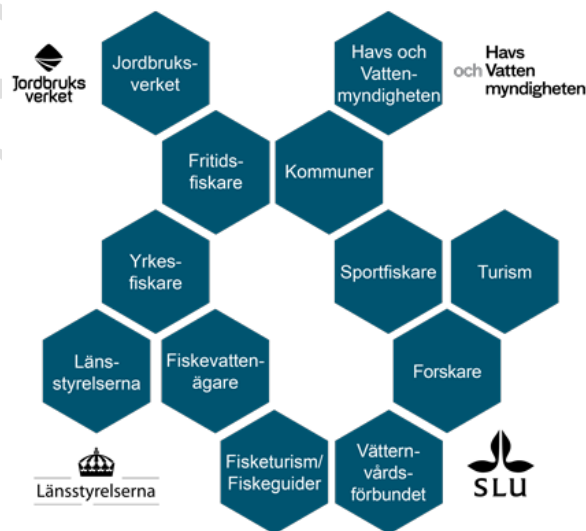 Jordbruks
verket
Jordbruks-
verket
Havs och
Vatten-
myndigheten
Havs
och Vatten
myndigheten
Fritids-
fiskare
Kommuner
Yrkes-
fiskare
Sportfiskare
Turism
Läns-
styrelserna
Fiskevatten-
ägare
Forskare
Länsstyrelserna
Fisketurism/
Fiskeguider
Vättern-
vårds-
förbundet
SLU